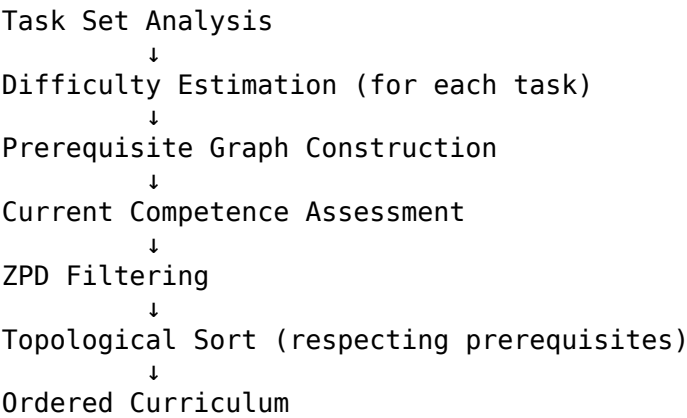 Task Set Analysis
↓
Difficulty Estimation (for each task)
↓
Prerequisite Graph Construction
↓
Current Competence Assessment
↓
ZPD Filtering
↓
Topological Sort (respecting prerequisites)
↓
Ordered Curriculum